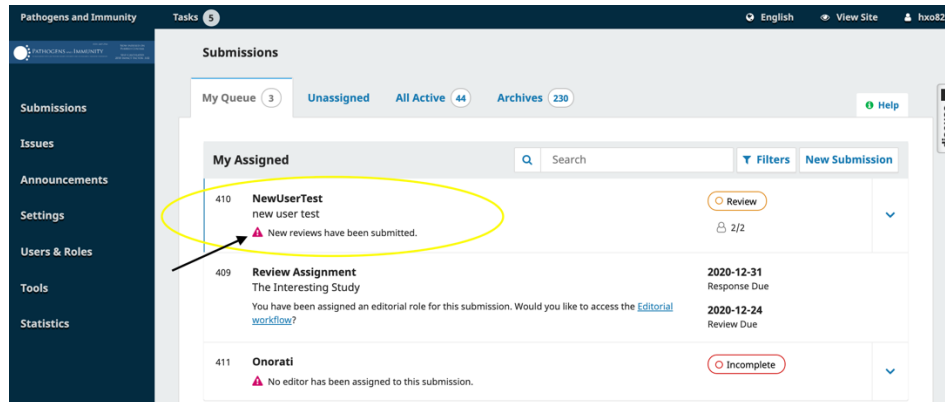 Pathogens and Immunity
Tasks 5
English
View Site
hxo82
PATHOGENS AND IMMUNITY
Submissions
My Queue 3
Unassigned
All Active 44
Archives 230
Help
Submissions
Issues
Announcements
Settings
Users & Roles
Tools
Statistics
My Assigned
Search
Filters
New Submission
410
NewUserTest
new user test
New reviews have been submitted.
Review
2/2
409
Review Assignment
The Interesting Study
You have been assigned an editorial role for this submission. Would you like to access the Editorial
workflow?
2020-12-31
Response Due
2020-12-24
Review Due
411
Onorati
No editor has been assigned to this submission.
Incomplete